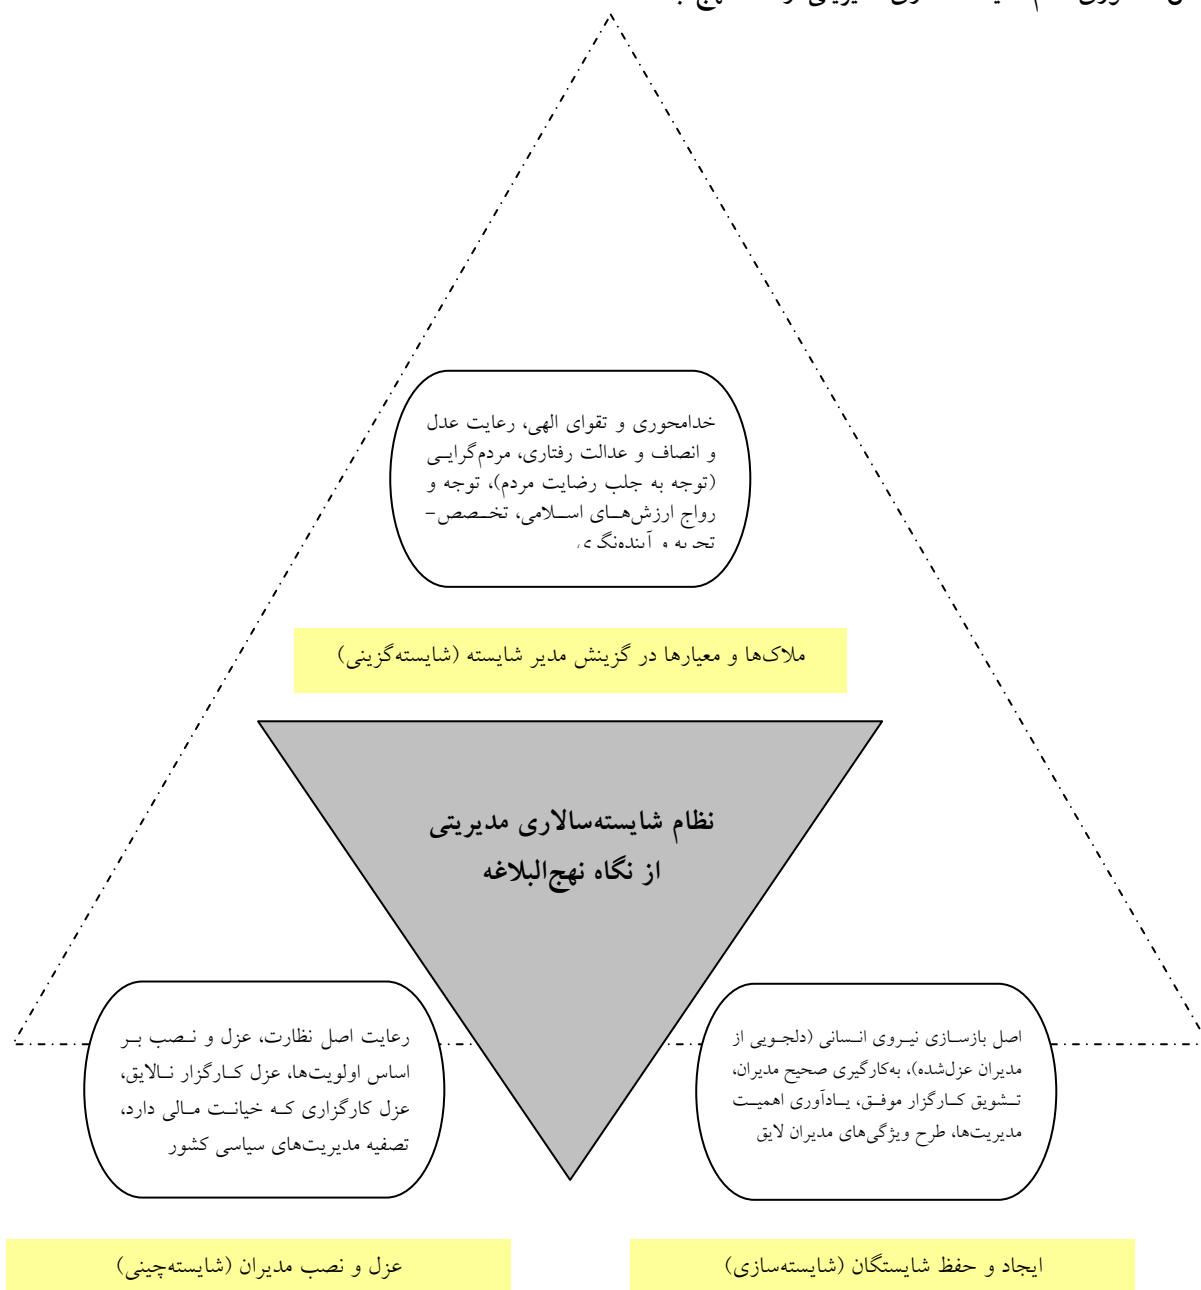 خدامحوری و تقوای الهی، رعایت عدل
و انصاف و عدالت رفتاری، مردم‌گرایی
(توجه به جلب رضایت مردم)، توجه و
رواج ارزش‌های اسلامی، تخصص-
تجربه و آینده‌نگری
ملاک‌ها و معیارها در گزینش مدیر شایسته (شایسته‌گزینی)
نظام شایسته‌سالاری مدیریتی
از نگاه نهج‌البلاغه
اصل بازسازی نیروی انسانی (دلجویی از
مدیران عزل‌شده)، به‌کارگیری صحیح مدیران،
تشویق کارگزار موفق، یادآوری اهمیت
مدیریت‌ها، طرح ویژگی‌های مدیران لایق
رعایت اصل نظارت، عزل و نصب بر
اساس اولویت‌ها، عزل کارگزار نالایق،
عزل کارگزاری که خیانت مالی دارد،
تصفیه مدیریت‌های سیاسی کشور
ایجاد و حفظ شایستگان (شایسته‌سازی)
عزل و نصب مدیران (شایسته‌چینی)